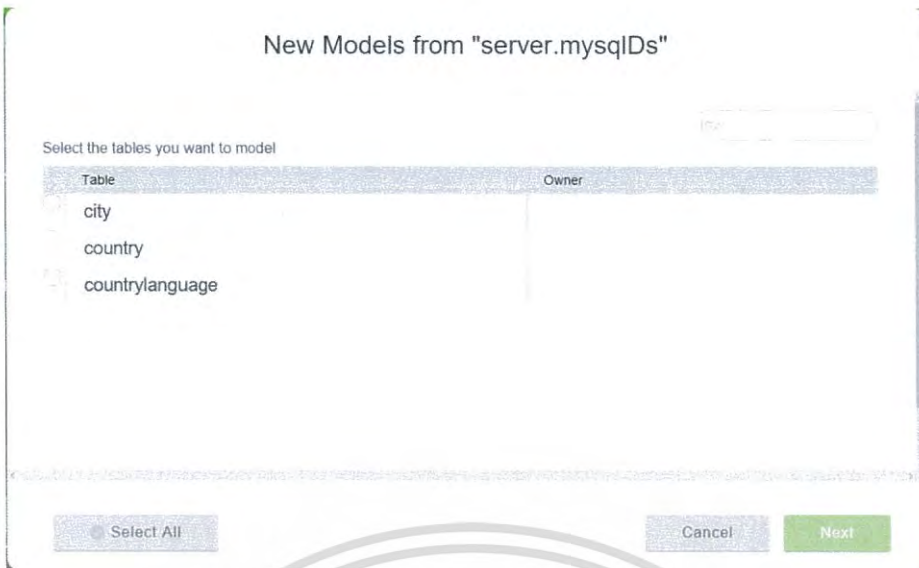 New Models from "server.mysqlDs"
Select the tables you want to model
Table Owner
city
country
countrylanguage
Select All Cancel Next